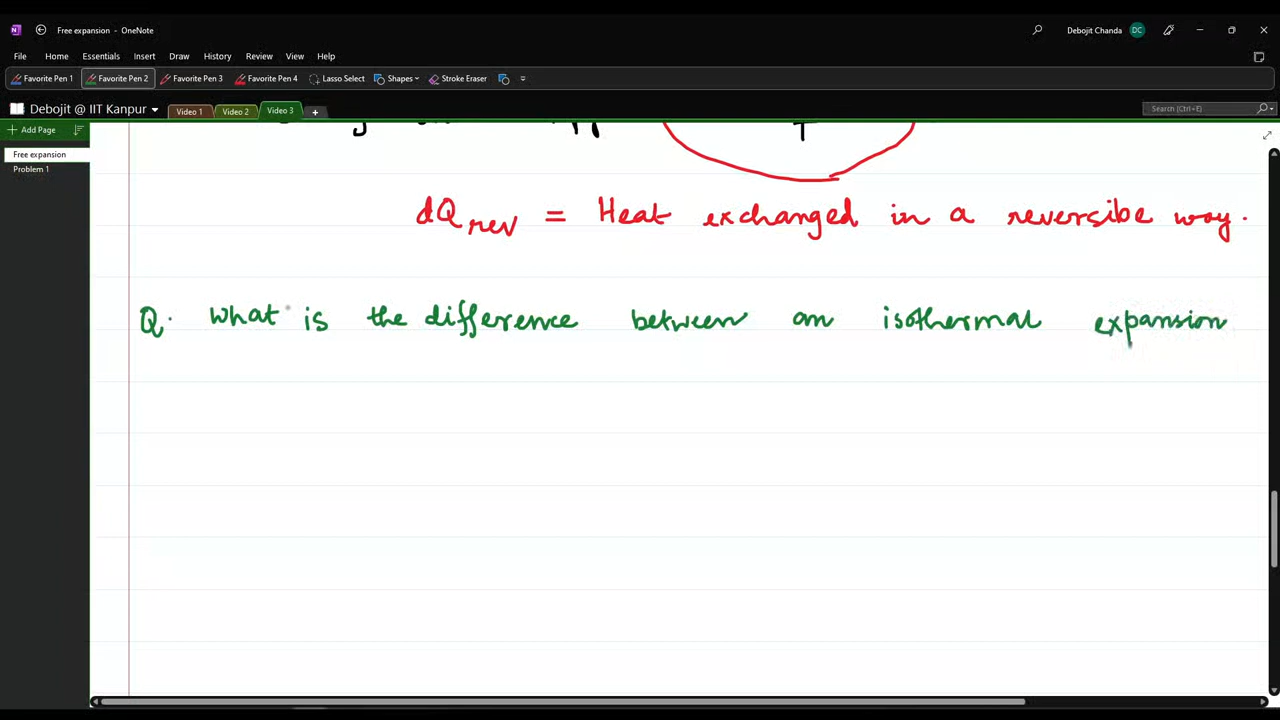 Free expansion - OneNote
Debojit Chanda DC
File Home Essentials Insert Draw History Review View Help
Favorite Pen 1 Favorite Pen 2 Favorite Pen 3 Favorite Pen 4 Lasso Select Shapes Stroke Eraser
Debojit @ IIT Kanpur Video 1 Video 2 Video 3 + Search (Ctrl+E)
+ Add Page
Free expansion
Problem 1
T
dQrev = Heat exchanged in a reversibe way.
Q. What is the difference between an isothermal expansion